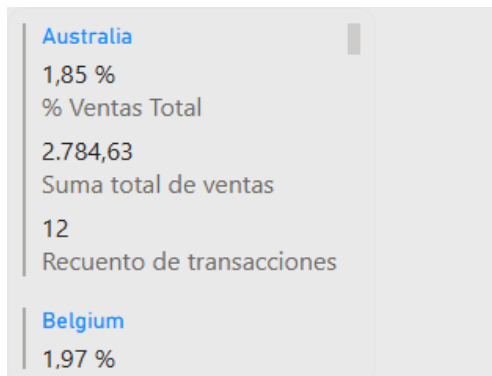 Australia
1,85 %
% Ventas Total
2.784,63
Suma total de ventas
12
Recuento de transacciones
Belgium
1,97 %